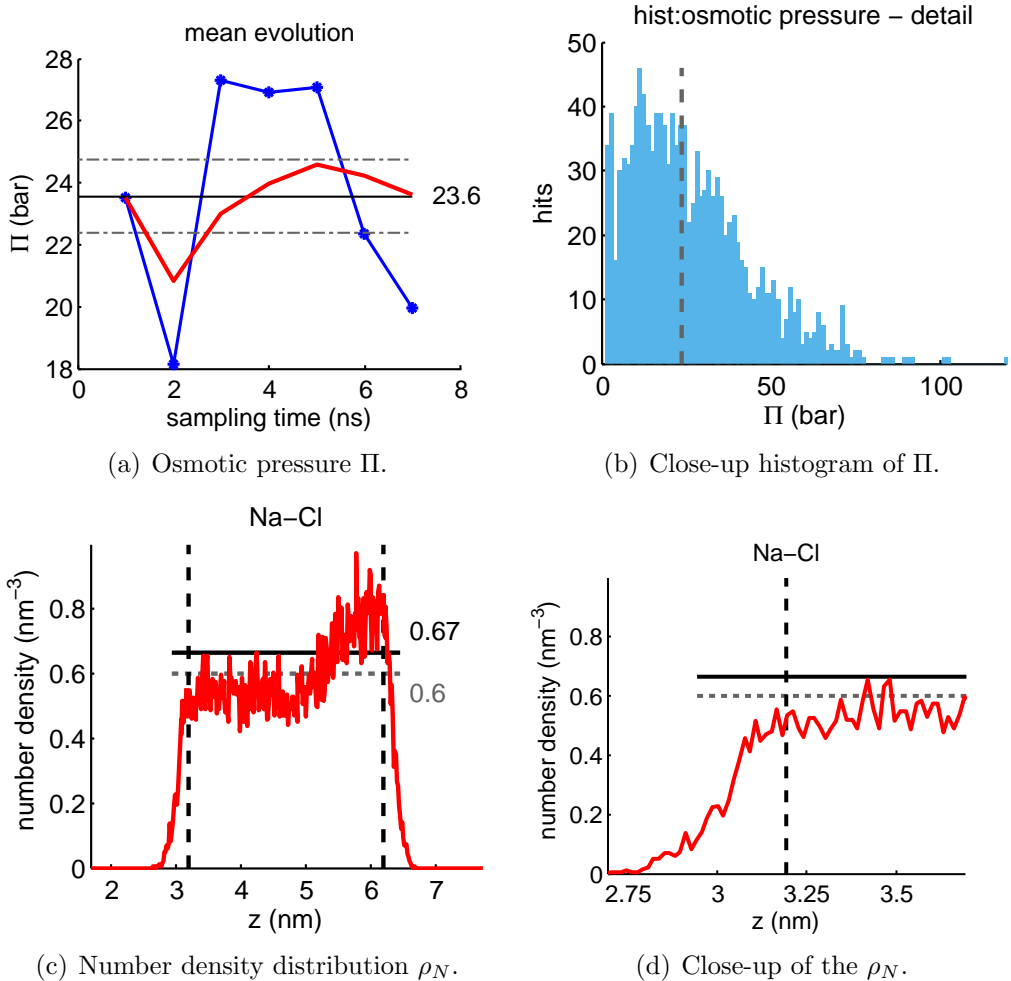 mean evolution
28
26
24
22
20
18
0
2
4
6
8
Π (bar)
sampling time (ns)
23.6
(a) Osmotic pressure Π.
hist:osmotic pressure − detail
50
40
30
20
10
0
0
50
100
hits
Π (bar)
(b) Close-up histogram of Π.
Na−Cl
0.8
0.6
0.4
0.2
0
2
3
4
5
6
7
number density (nm⁻³)
z (nm)
0.67
0.6
(c) Number density distribution ρN.
Na−Cl
0.8
0.6
0.4
0.2
0
2.75
3
3.25
3.5
number density (nm⁻³)
z (nm)
(d) Close-up of the ρN.